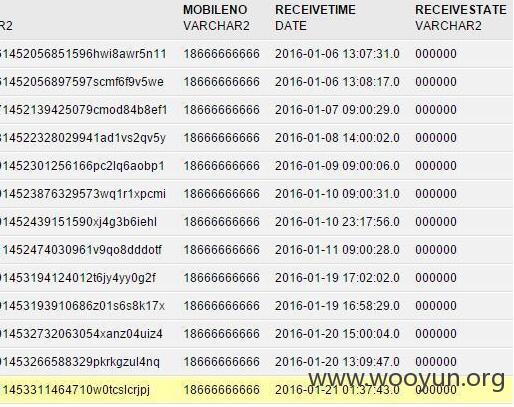 MOBILENO RECEIVETIME RECEIVESTATE
R2 VARCHAR2 DATE VARCHAR2
61452056851596hwi8awr5n11 18666666666 2016-01-06 13:07:31.0 000000
61452056897597scmf6f9v5we 18666666666 2016-01-06 13:08:17.0 000000
71452139425079cmod84b8ef1 18666666666 2016-01-07 09:00:29.0 000000
81452232802994​1ad1vs2qv5y 18666666666 2016-01-08 14:00:02.0 000000
01452301256166pc2lq6aobp1 18666666666 2016-01-09 09:00:06.0 000000
01452387632957​3wq1r1xpcmi 18666666666 2016-01-10 09:00:31.0 000000
01452439151590xj4g3b6iehl 18666666666 2016-01-10 23:17:56.0 000000
1452474030961v9qo8dddotf 18666666666 2016-01-11 09:00:28.0 000000
01453194124012t6jy4yy0g2f 18666666666 2016-01-19 17:02:02.0 000000
01453193910686z01s6s8k17x 18666666666 2016-01-19 16:58:29.0 000000
01453273206305​4xanz04uiz4 18666666666 2016-01-20 15:00:04.0 000000
01453266588329pkrkgzul4nq 18666666666 2016-01-20 13:09:47.0 000000
1453311464710w0tcslcrjpj 18666666666 2016-01-21 01:37:43.0 000000
www.wooyun.org